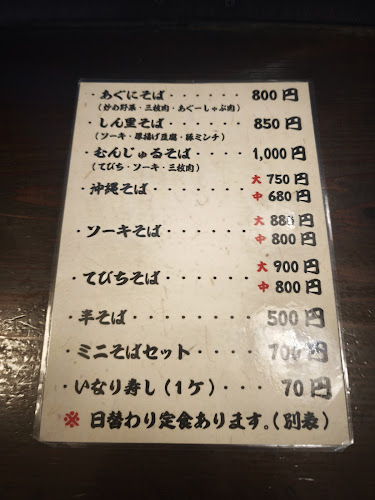 ・あぐにそば・・・・・・ 800円
（かわ野菜・三枚肉・あぐーしゃぶ肉）
・しん里そば・・・・・・ 850円
（ソーキ・厚揚げ豆腐・豚ミンチ）
・むんじゅるそば・・・・・ 1,000円
（てびち・ソーキ・三枚肉）
・沖縄そば・・・・・・・ 大 750円
中 680円
・ソーキそば・・・・・・ 大 880円
中 800円
・てびちそば・・・・・・ 大 900円
中 800円
・半そば・・・・・・・・ 500円
・ミニそばセット・・・・・ 700円
・いなり寿し（1ケ）・・・ 70円
※ 日替わり定食あります。（別表）